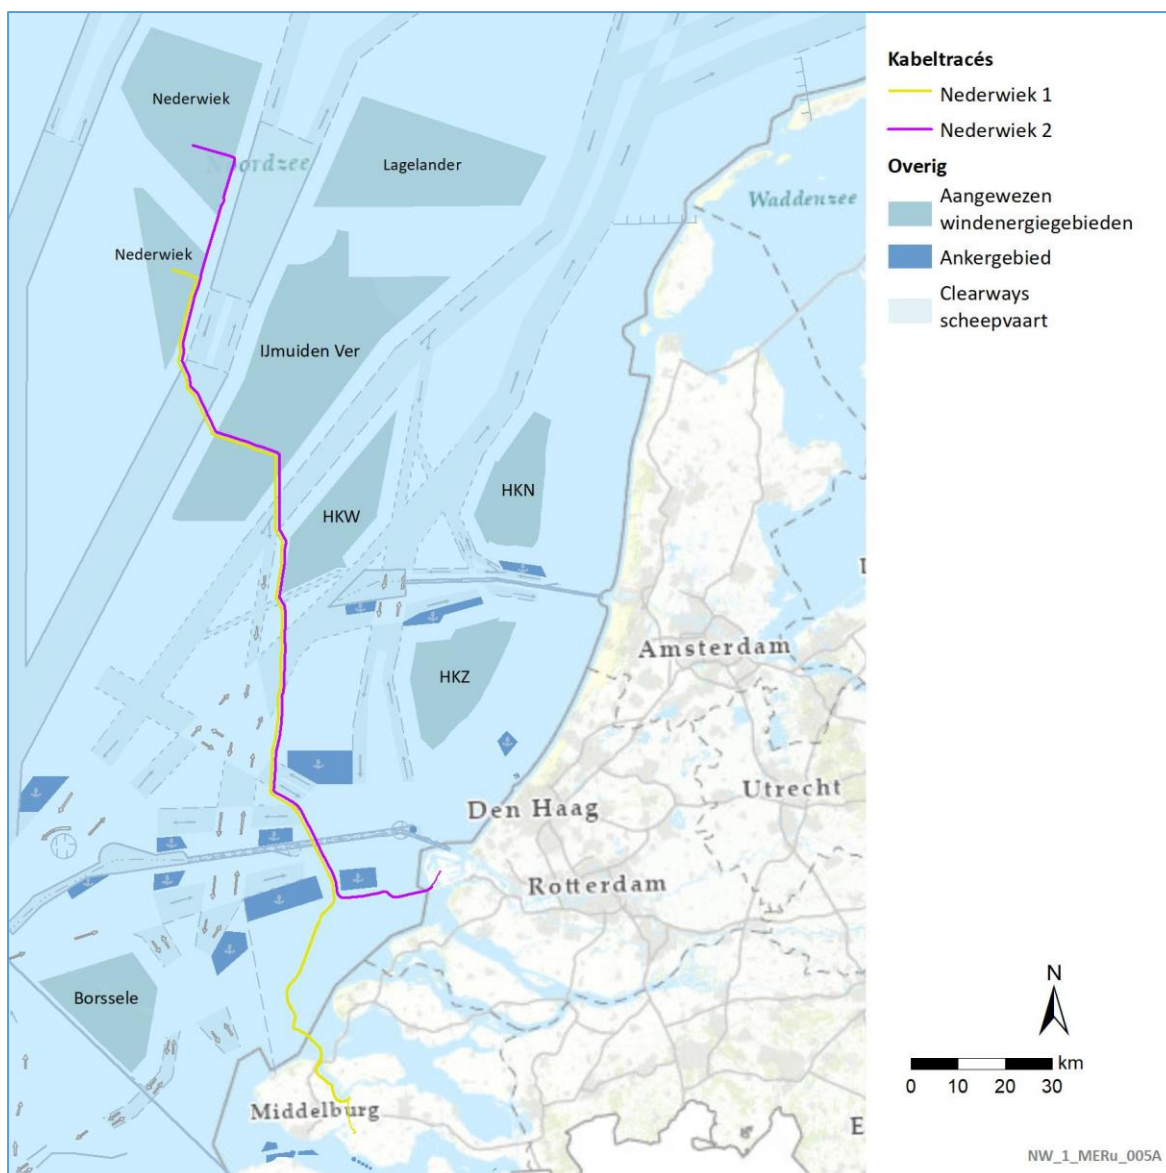 Nederwiek
Noordzee
Lagelander
Waddenzee
Nederwiek
IJmuiden Ver
HKN
HKW
Amsterdam
HKZ
Utrecht
Den Haag
Rotterdam
Borssele
Middelburg
E
Kabeltracés
Nederwiek 1
Nederwiek 2
Overig
Aangewezen
windenergiegebieden
Ankergebied
Clearways
scheepvaart
N
km
0 10 20 30
NW_1_MERu_005A